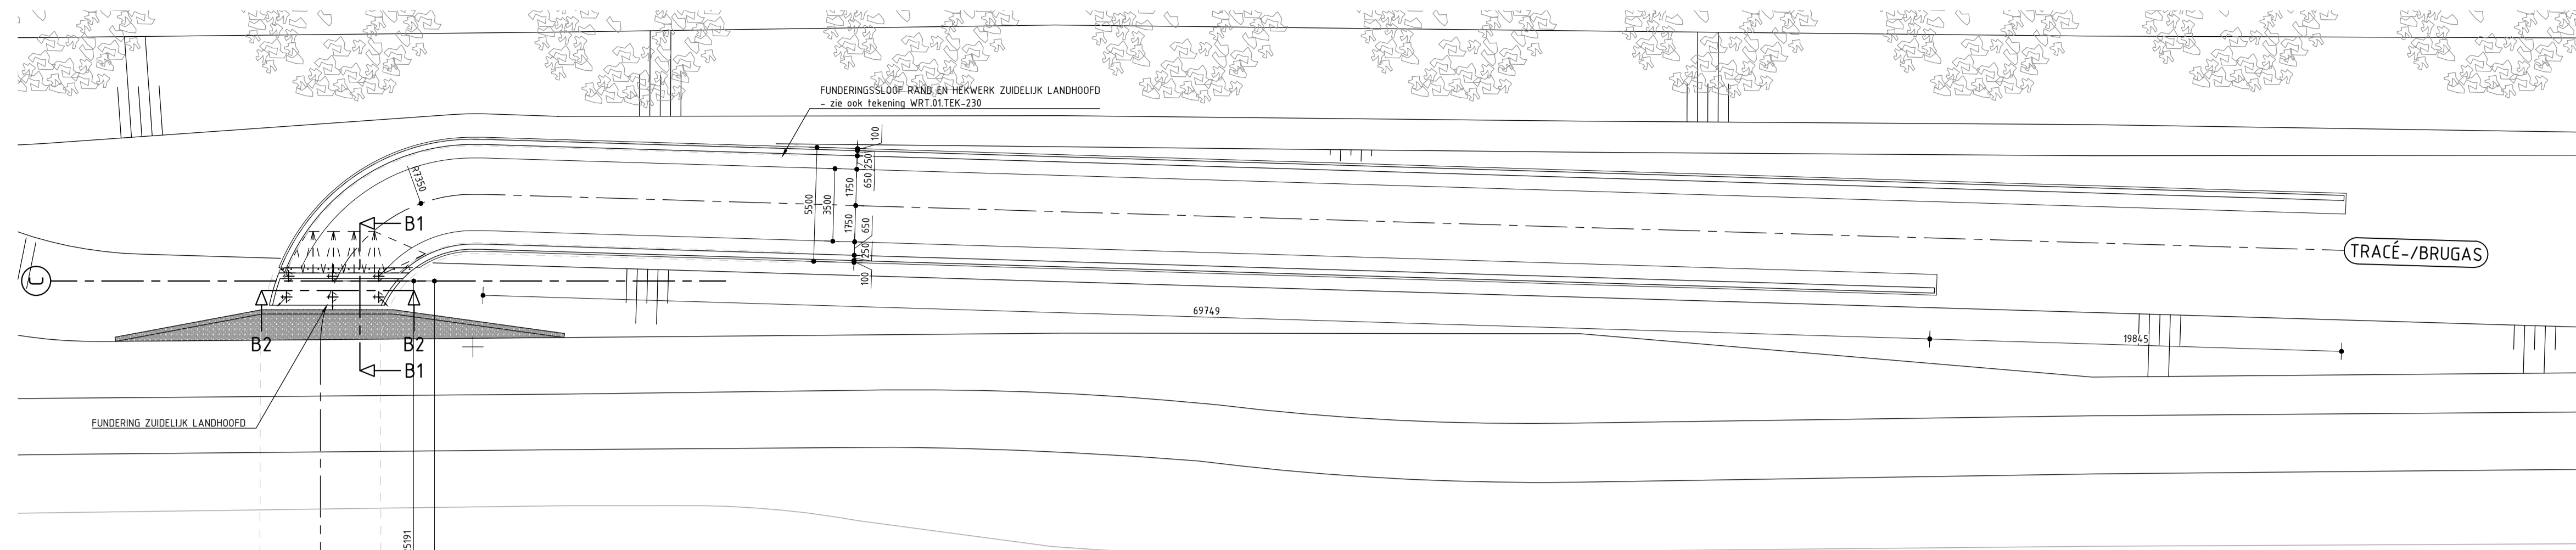 FUNDERINGSSLOOF RAND EN HEKWERK ZUIDELIJK LANDHOOFD
- zie ook tekening WRT.01.TEK-230
100
250
650
1750
5500
3500
1750
650
250
100
R7350
B1
C
TRACÉ-/BRUGAS
69749
19845
B2
B2
B1
FUNDERING ZUIDELIJK LANDHOOFD